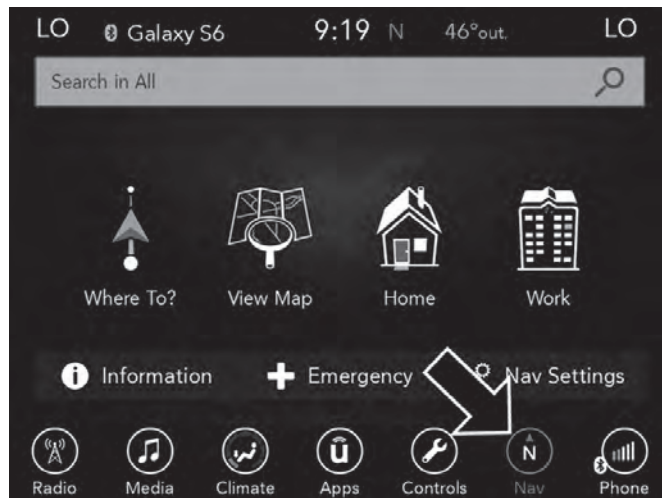 LO Galaxy S6 9:19 N 46°out. LO
Search in All
Where To? View Map Home Work
i Information Emergency Nav Settings
ū N
Radio Media Climate Apps Controls Nav Phone